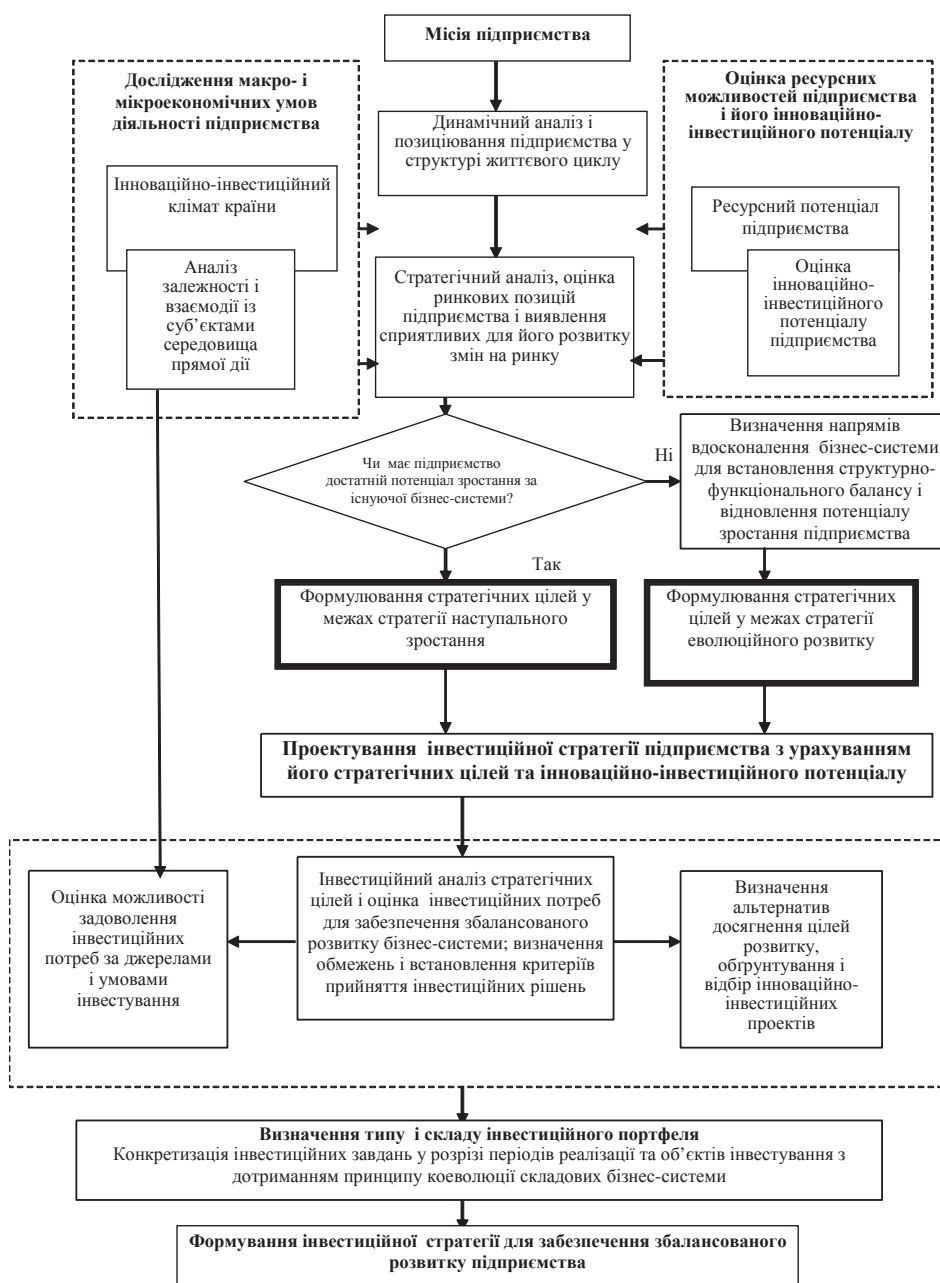 Місія підприємства
Дослідження макро- і
мікроекономічних умов
діяльності підприємства
Оцінка ресурсних
можливостей підприємства
і його інноваційно-
інвестиційного потенціалу
Динамічний аналіз і
позиціювання підприємства у
структурі життєвого циклу
Інноваційно-інвестиційний
клімат країни
Аналіз
залежності і
взаємодії із
суб’єктами
середовища
прямої дії
Ресурсний потенціал
підприємства
Оцінка
інноваційно-
інвестиційного
потенціалу
підприємства
Стратегічний аналіз, оцінка
ринкових позицій
підприємства і виявлення
сприятливих для його розвитку
змін на ринку
Чи має підприємство
достатній потенціал зростання за
існуючої бізнес-системи?
Ні
Визначення напрямів
вдосконалення бізнес-системи
для встановлення структурно-
функціонального балансу і
відновлення потенціалу
зростання підприємства
Так
Формулювання стратегічних цілей у
межах стратегії наступального
зростання
Формулювання стратегічних
цілей у межах стратегії
еволюційного розвитку
Проектування інвестиційної стратегії підприємства з урахуванням
його стратегічних цілей та інноваційно-інвестиційного потенціалу
Оцінка можливості
задоволення
інвестиційних
потреб за джерелами
і умовами
інвестування
Інвестиційний аналіз стратегічних
цілей і оцінка інвестиційних потреб
для забезпечення збалансованого
розвитку бізнес-системи; визначення
обмежень і встановлення критеріїв
прийняття інвестиційних рішень
Визначення
альтернатив
досягнення цілей
розвитку,
обґрунтування і
відбір інноваційно-
інвестиційних
проектів
Визначення типу і складу інвестиційного портфеля
Конкретизація інвестиційних завдань у розрізі періодів реалізації та об’єктів інвестування з
дотриманням принципу коеволюції складових бізнес-системи
Формування інвестиційної стратегії для забезпечення збалансованого
розвитку підприємства